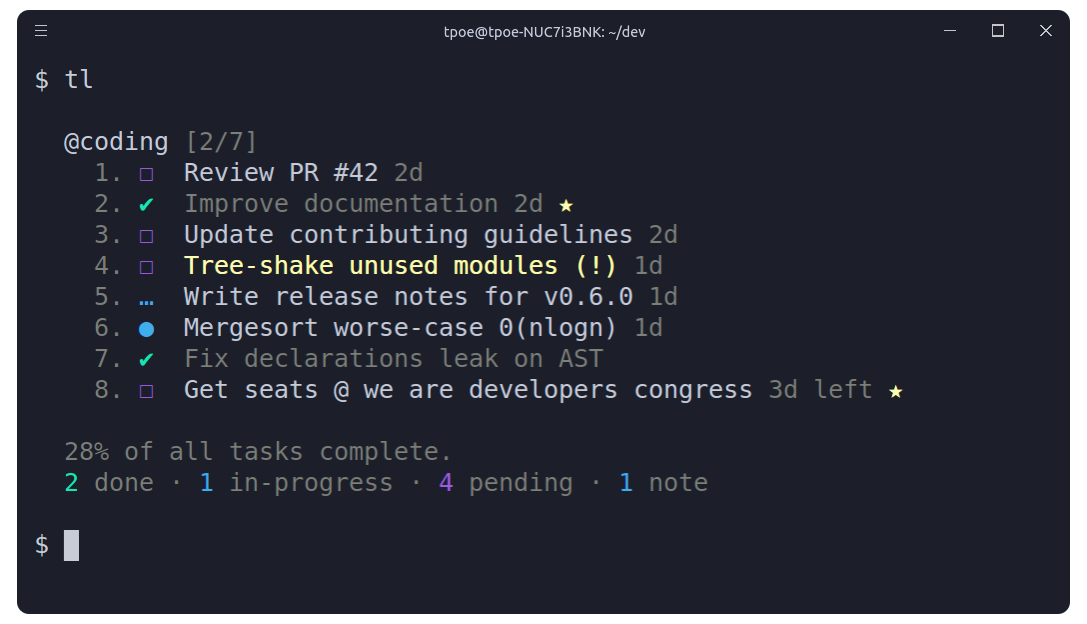 tpoe@tpoe-NUC7i3BNK: ~/dev
$ tl
@coding [2/7]
1. □ Review PR #42 2d
2. ✔ Improve documentation 2d ★
3. □ Update contributing guidelines 2d
4. □ Tree-shake unused modules (!) 1d
5. … Write release notes for v0.6.0 1d
6. ● Mergesort worse-case 0(nlogn) 1d
7. ✔ Fix declarations leak on AST
8. □ Get seats @ we are developers congress 3d left ★
28% of all tasks complete.
2 done · 1 in-progress · 4 pending · 1 note
$